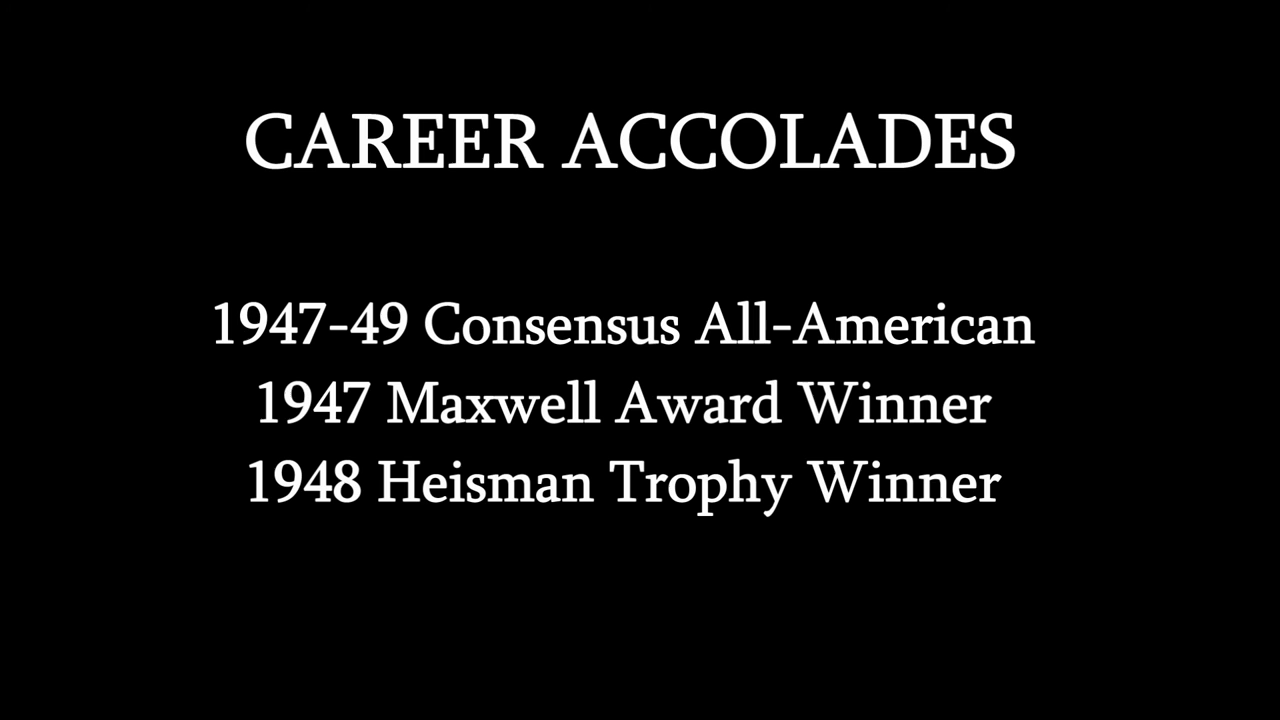 CAREER ACCOLADES
1947-49 Consensus All-American
1947 Maxwell Award Winner
1948 Heisman Trophy Winner